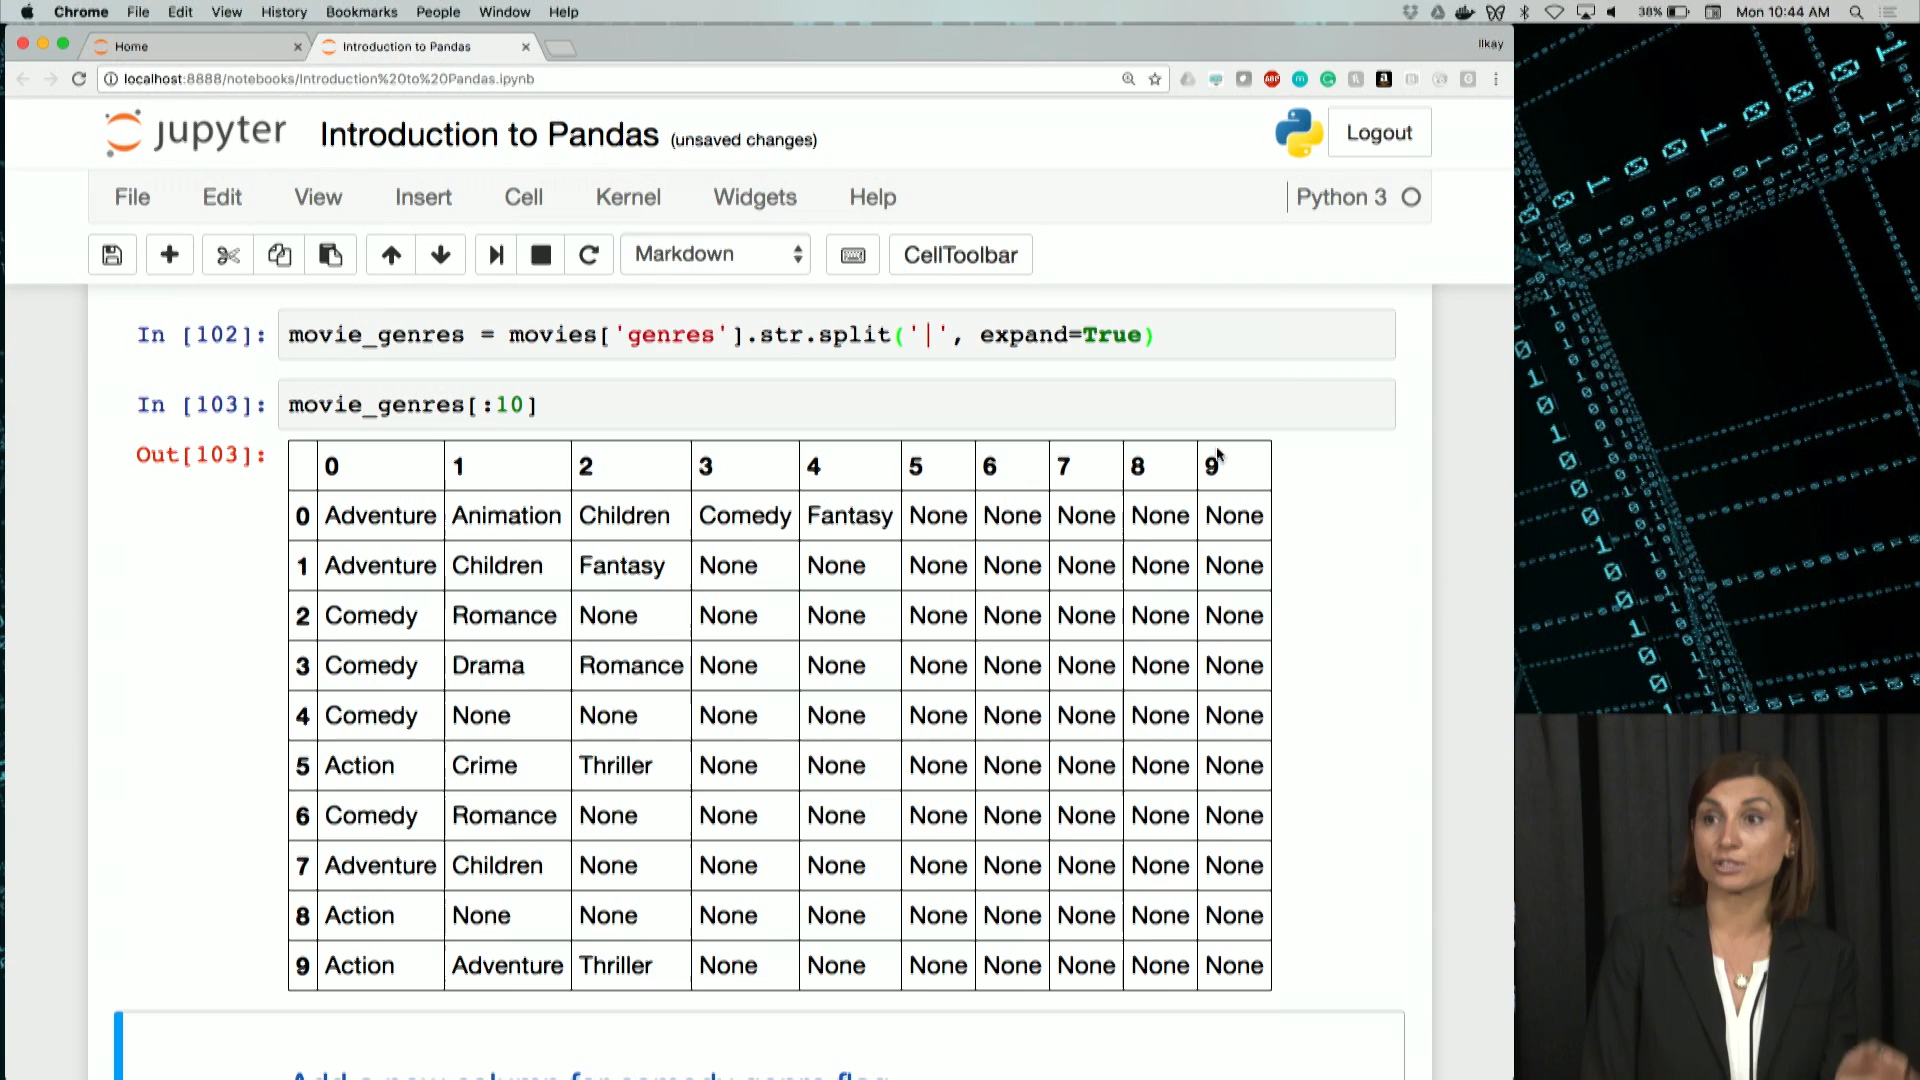 Chrome File Edit View History Bookmarks People Window Help 38% Mon 10:44 AM
Home Introduction to Pandas Ilkay
localhost:8888/notebooks/Introduction%20to%20Pandas.ipynb ABP
jupyter Introduction to Pandas (unsaved changes) Logout
File Edit View Insert Cell Kernel Widgets Help Python 3
Markdown CellToolbar
In [102]: movie_genres = movies['genres'].str.split('|', expand=True)
In [103]: movie_genres[:10]
Out[103]:
0 1 2 3 4 5 6 7 8 9
0 Adventure Animation Children Comedy Fantasy None None None None None
1 Adventure Children Fantasy None None None None None None None
2 Comedy Romance None None None None None None None None
3 Comedy Drama Romance None None None None None None None
4 Comedy None None None None None None None None None
5 Action Crime Thriller None None None None None None None
6 Comedy Romance None None None None None None None None
7 Adventure Children None None None None None None None None
8 Action None None None None None None None None None
9 Action Adventure Thriller None None None None None None None
Add a new column for comedy genre flag